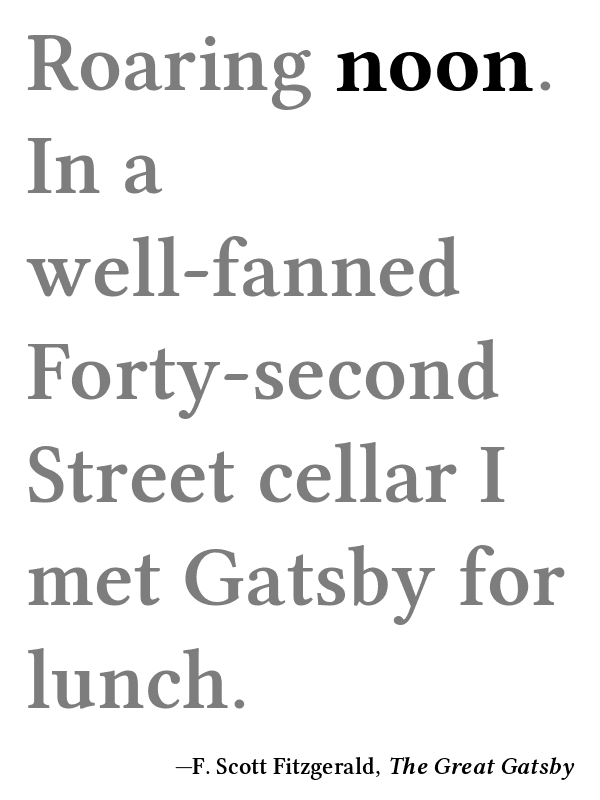 Roaring noon.
In a
well-fanned
Forty-second
Street cellar I
met Gatsby for
lunch.
—F. Scott Fitzgerald, The Great Gatsby